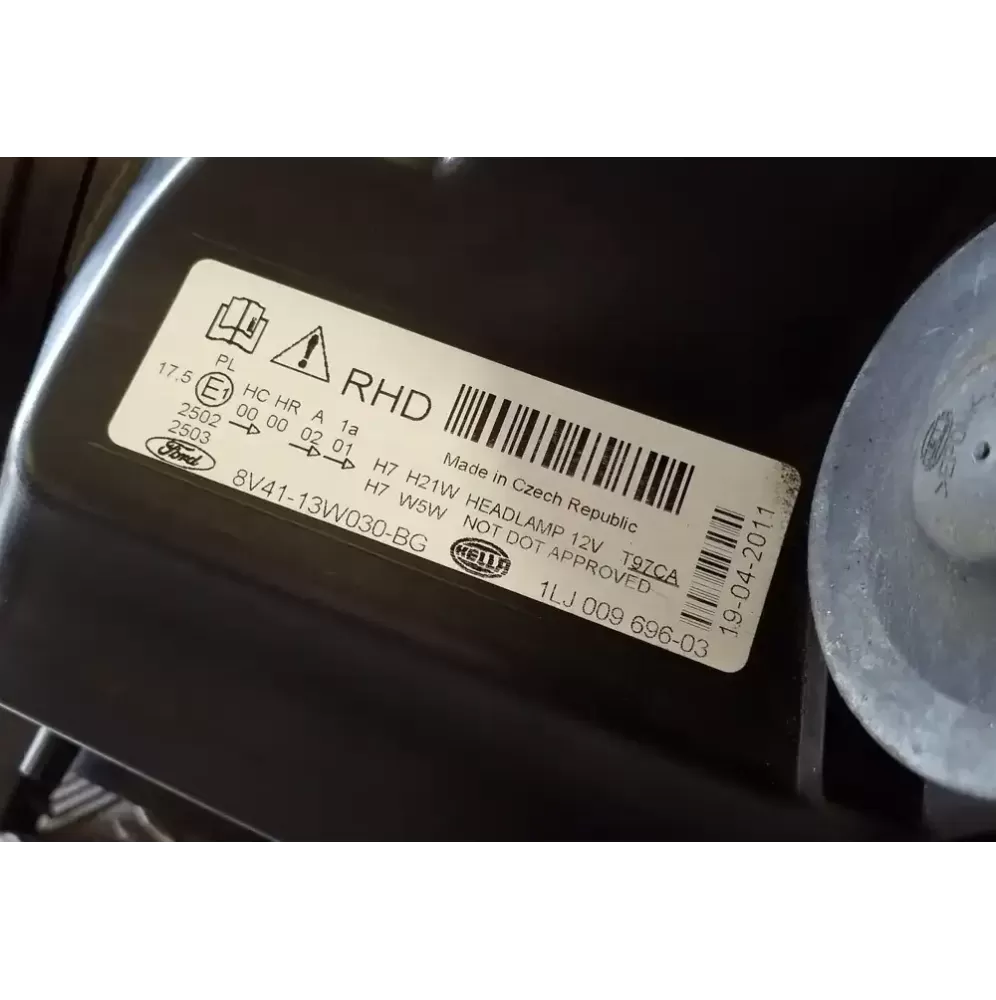 RHD
PL
17.5 E1 HC HR A 1a
2502 00 00 02 01
2503
H7 H21W HEADLAMP 12V T97CA
H7 W5W NOT DOT APPROVED
Made in Czech Republic
Ford
8V41-13W030-BG
HELLA
1LJ 009 696-03
19-04-2011
HELLA